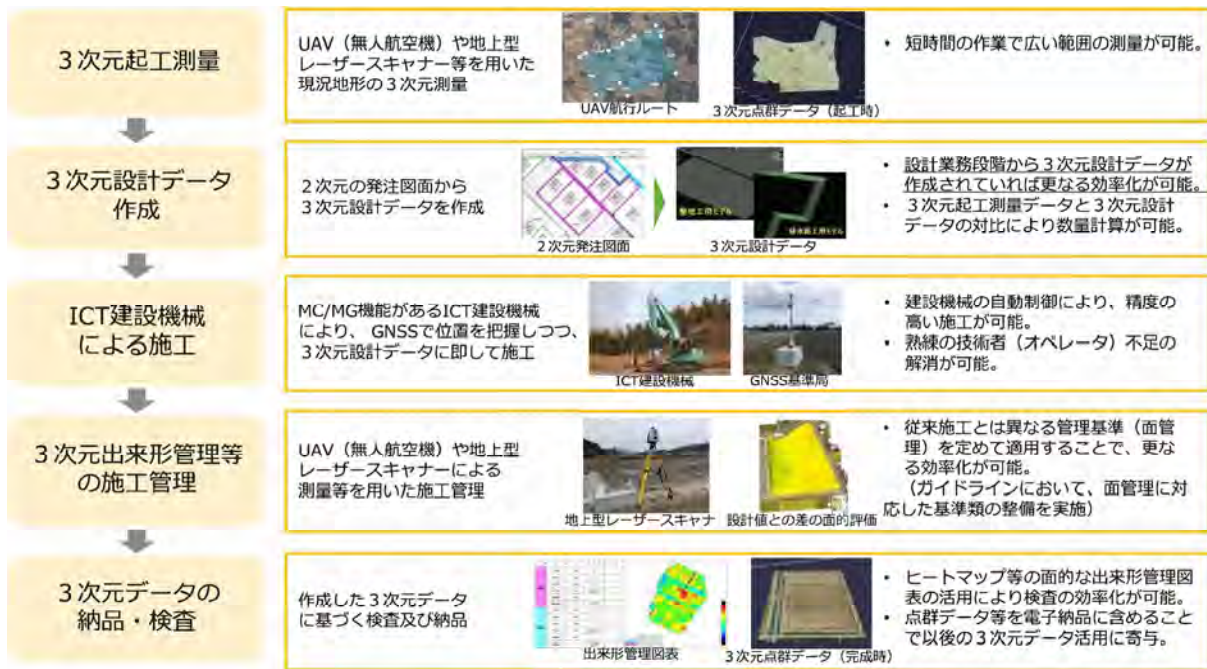 3次元起工測量
UAV（無人航空機）や地上型
レーザースキャナー等を用いた
現況地形の３次元測量
UAV航行ルート
３次元点群データ（起工時）
• 短時間の作業で広い範囲の測量が可能。
３次元設計データ
作成
２次元の発注図面から
３次元設計データを作成
整地工用モデル
排水路工用モデル
２次元発注図面
３次元設計データ
• 設計業務段階から３次元設計データが
作成されていれば更なる効率化が可能。
• ３次元起工測量データと３次元設計
データの対比により数量計算が可能。
ICT建設機械
による施工
MC/MG機能があるICT建設機械
により、GNSSで位置を把握しつつ、
３次元設計データに即して施工
ICT建設機械
GNSS基準局
• 建設機械の自動制御により、精度の
高い施工が可能。
• 熟練の技術者（オペレータ）不足の
解消が可能。
３次元出来形管理等
の施工管理
UAV（無人航空機）や地上型
レーザースキャナーによる
測量等を用いた施工管理
地上型レーザースキャナ
設計値との差の面的評価
• 従来施工とは異なる管理基準（面管
理）を定めて適用することで、更な
る効率化が可能。
（ガイドラインにおいて、面管理に対
応した基準類の整備を実施）
３次元データの
納品・検査
作成した３次元データ
に基づく検査及び納品
出来形管理図表
３次元点群データ（完成時）
• ヒートマップ等の面的な出来形管理図
表の活用により検査の効率化が可能。
• 点群データ等を電子納品に含めること
で以後の３次元データ活用に寄与。